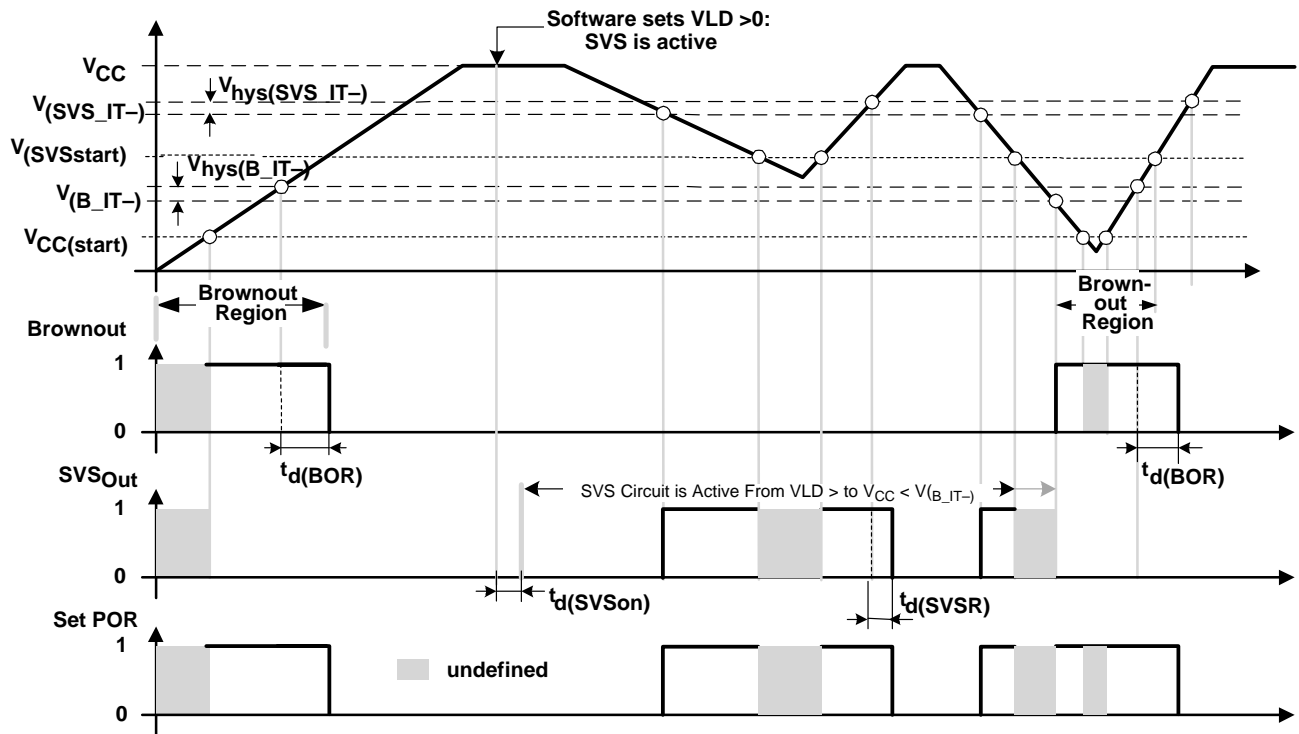 Software sets VLD >0:
SVS is active
VCC
Vhys(SVS_IT–)
V(SVS_IT–)
V(SVSstart)
Vhys(B_IT–)
V(B_IT–)
VCC(start)
Brownout
Region
Brown-
out
Region
Brownout
1
0
td(BOR)
td(BOR)
SVSOut
SVS Circuit is Active From VLD > to VCC < V(B_IT–)
1
0
td(SVSon)
td(SVSR)
Set POR
1
undefined
0